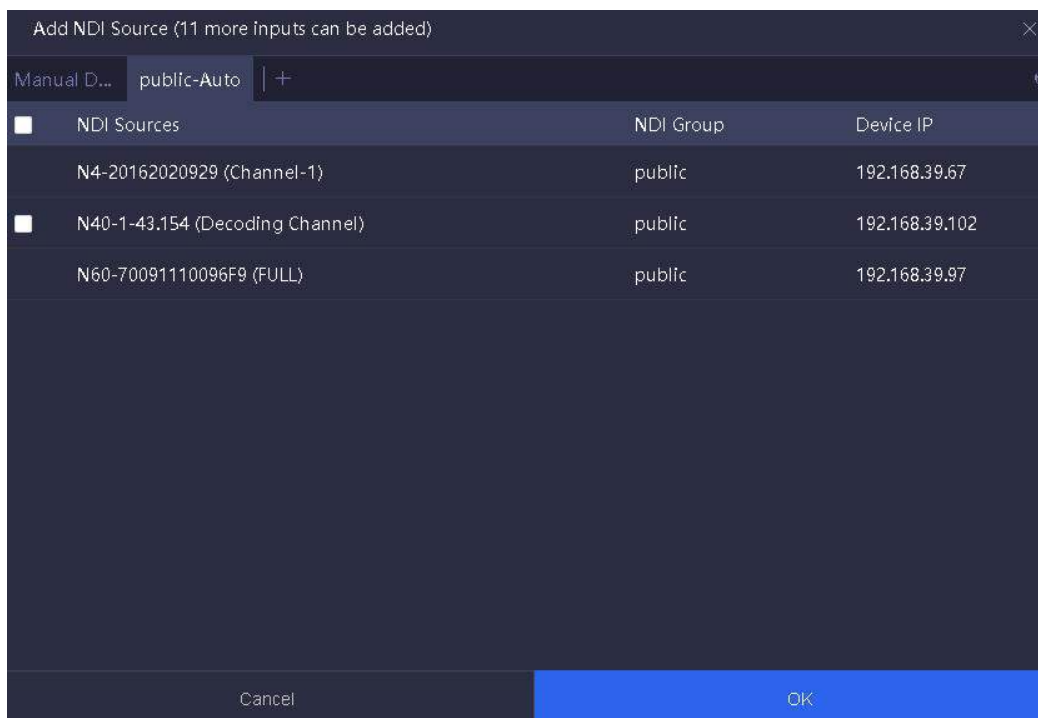 Add NDI Source (11 more inputs can be added)
Manual D... public-Auto +
NDI Sources NDI Group Device IP
N4-20162020929 (Channel-1) public 192.168.39.67
N40-1-43.154 (Decoding Channel) public 192.168.39.102
N60-70091110096F9 (FULL) public 192.168.39.97
Cancel OK